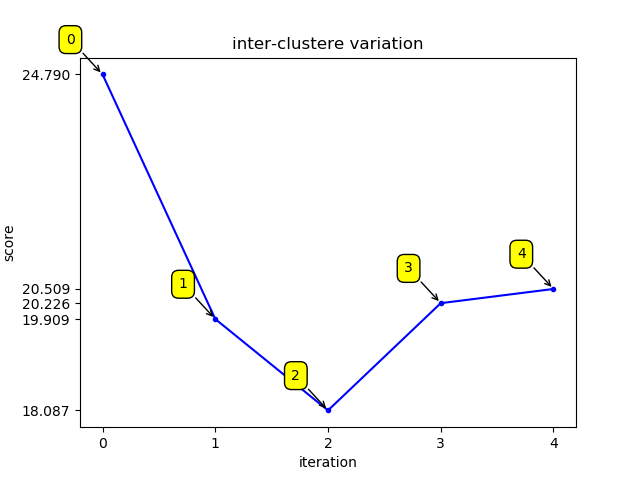 0
inter-clustere variation
24.790
score
1
4
3
20.509
20.226
19.909
2
18.087
0 1 2 3 4
iteration